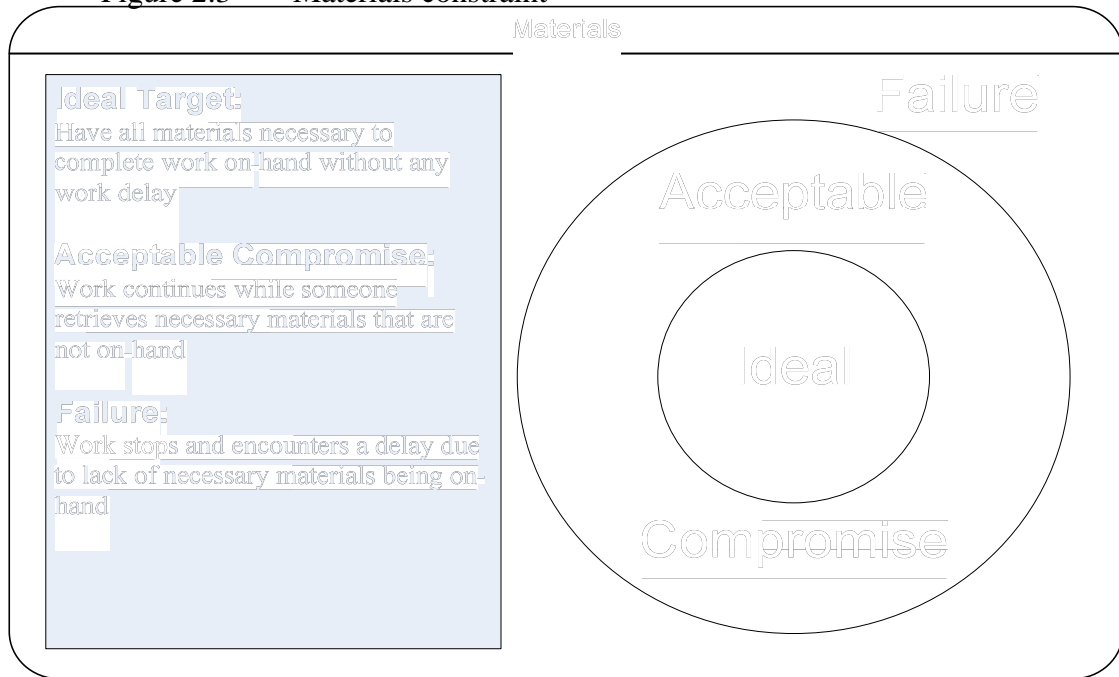 Figure 2.3 Materials constraint
Materials
Ideal Target:
Have all materials necessary to
complete work on-hand without any
work delay
Acceptable Compromise:
Work continues while someone
retrieves necessary materials that are
not on-hand
Failure:
Work stops and encounters a delay due
to lack of necessary materials being on-
hand
Failure
Acceptable
Ideal
Compromise